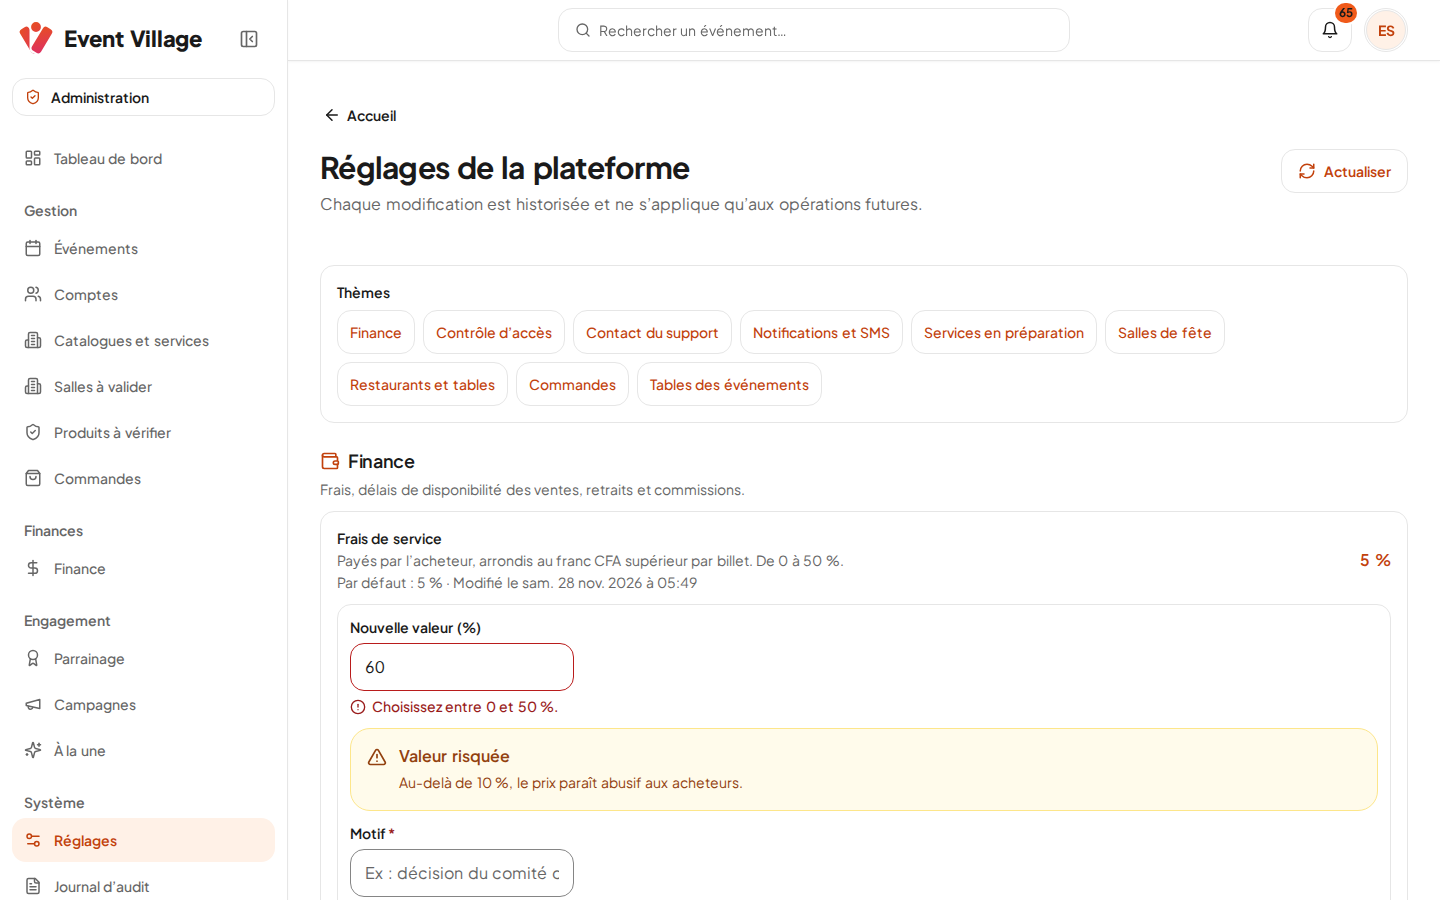 Event Village
Rechercher un événement…
65
ES
Administration
Tableau de bord
Gestion
Événements
Comptes
Catalogues et services
Salles à valider
Produits à vérifier
Commandes
Finances
Finance
Engagement
Parrainage
Campagnes
À la une
Système
Réglages
Journal d’audit
Accueil
Réglages de la plateforme
Actualiser
Chaque modification est historisée et ne s’applique qu’aux opérations futures.
Thèmes
Finance Contrôle d’accès Contact du support Notifications et SMS Services en préparation Salles de fête
Restaurants et tables Commandes Tables des événements
Finance
Frais, délais de disponibilité des ventes, retraits et commissions.
Frais de service
Payés par l’acheteur, arrondis au franc CFA supérieur par billet. De 0 à 50 %.
5 %
Par défaut : 5 % · Modifié le sam. 28 nov. 2026 à 05:49
Nouvelle valeur (%)
60
Choisissez entre 0 et 50 %.
Valeur risquée
Au-delà de 10 %, le prix paraît abusif aux acheteurs.
Motif *
Ex : décision du comité c